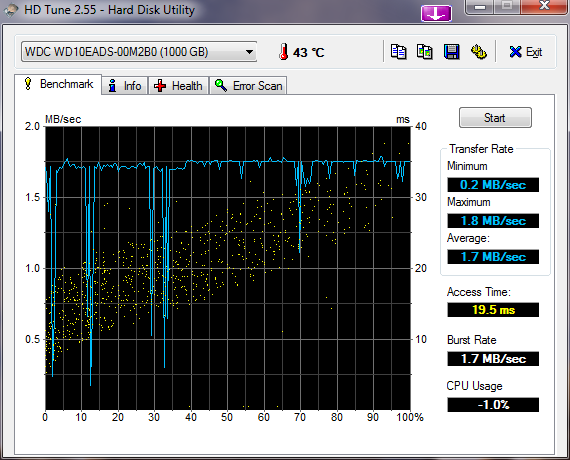 HD Tune 2.55 - Hard Disk Utility
WDC WD10EADS-00M2B0 (1000 GB)
43 °C
Exit
Benchmark
Info
Health
Error Scan
MB/sec
ms
2.0
1.5
1.0
0.5
40
30
20
10
0
10
20
30
40
50
60
70
80
90
100%
Start
Transfer Rate
Minimum
0.2 MB/sec
Maximum
1.8 MB/sec
Average:
1.7 MB/sec
Access Time:
19.5 ms
Burst Rate
1.7 MB/sec
CPU Usage
-1.0%